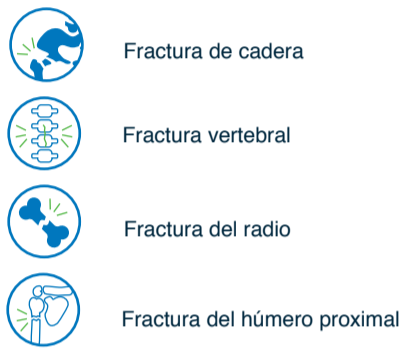 Fractura de cadera
Fractura vertebral
Fractura del radio
Fractura del húmero proximal